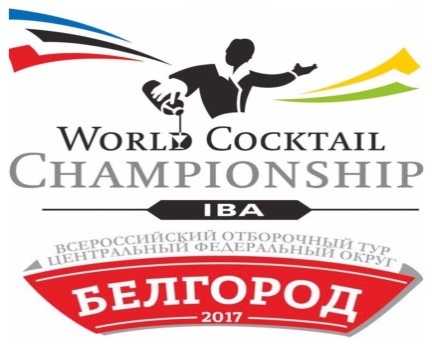 WORLD COCKTAIL
CHAMPIONSHIP
IBA
ВСЕРОССИЙСКИЙ ОТБОРОЧНЫЙ ТУР
ЦЕНТРАЛЬНЫЙ ФЕДЕРАЛЬНЫЙ ОКРУГ
БЕЛГОРОД
2017